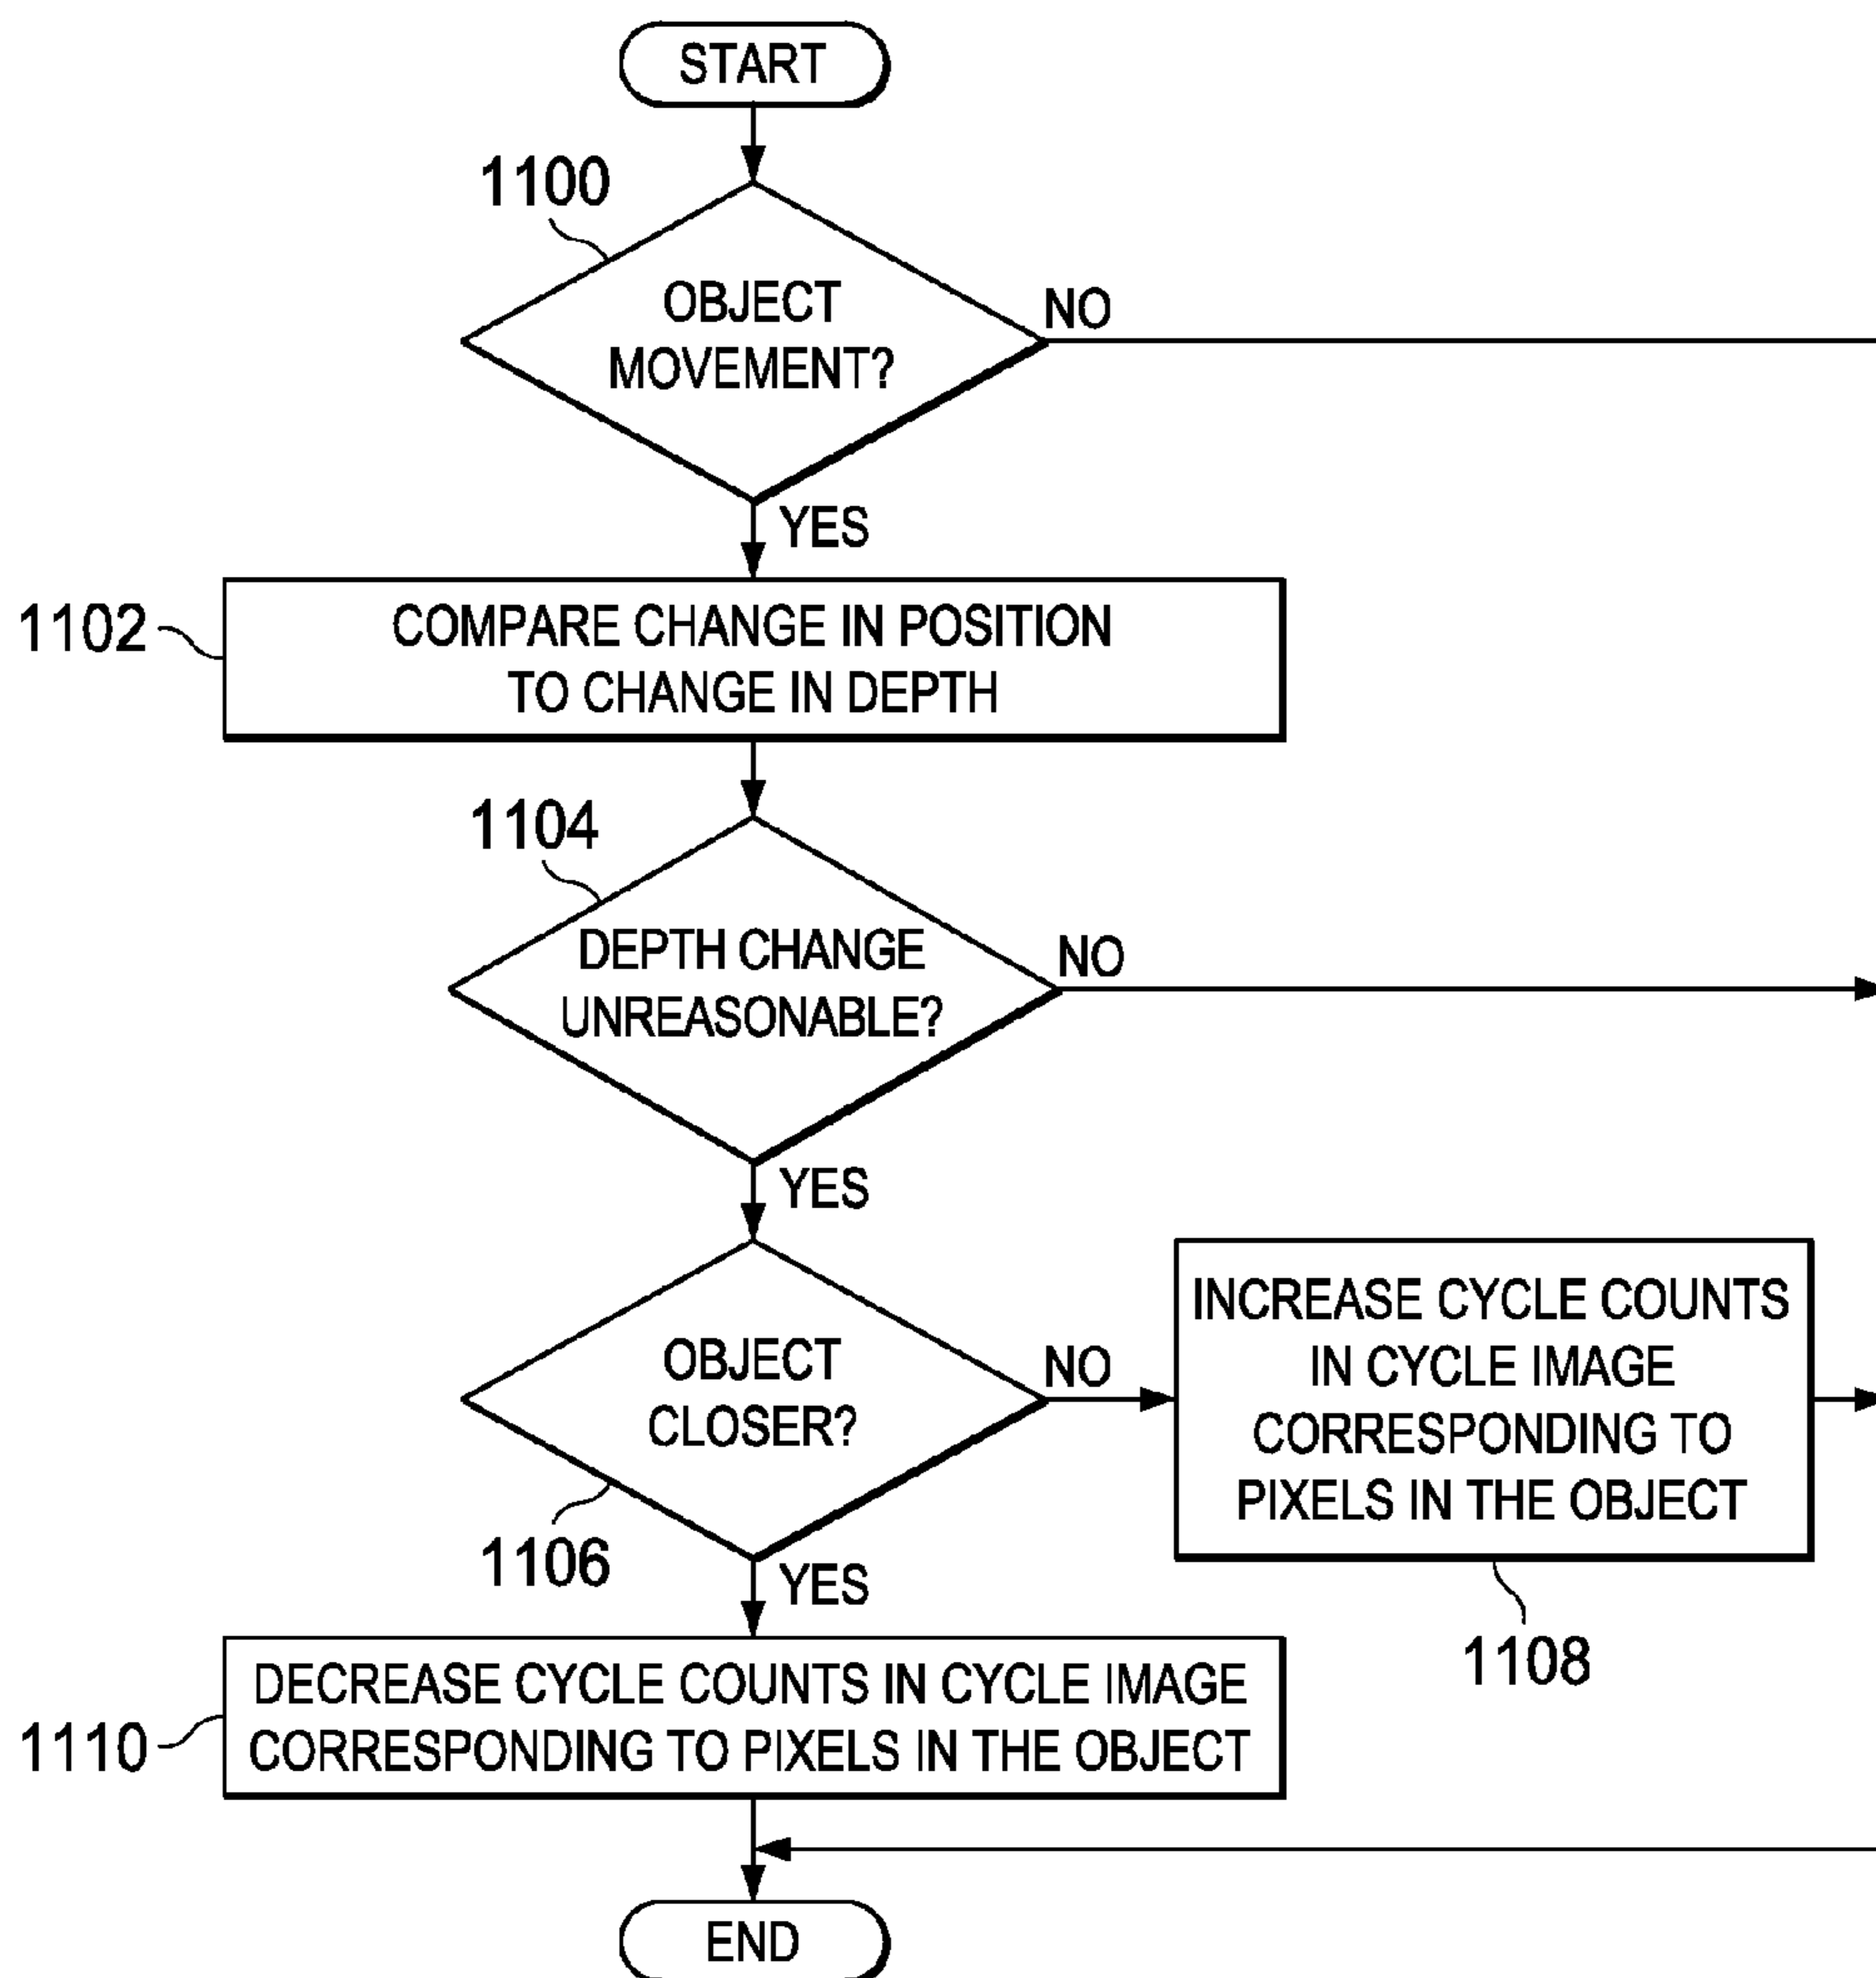 START
1100
OBJECT
MOVEMENT?
NO
YES
1102
COMPARE CHANGE IN POSITION
TO CHANGE IN DEPTH
1104
DEPTH CHANGE
UNREASONABLE?
NO
YES
OBJECT
CLOSER?
NO
1106
YES
INCREASE CYCLE COUNTS
IN CYCLE IMAGE
CORRESPONDING TO
PIXELS IN THE OBJECT
1108
1110
DECREASE CYCLE COUNTS IN CYCLE IMAGE
CORRESPONDING TO PIXELS IN THE OBJECT
END